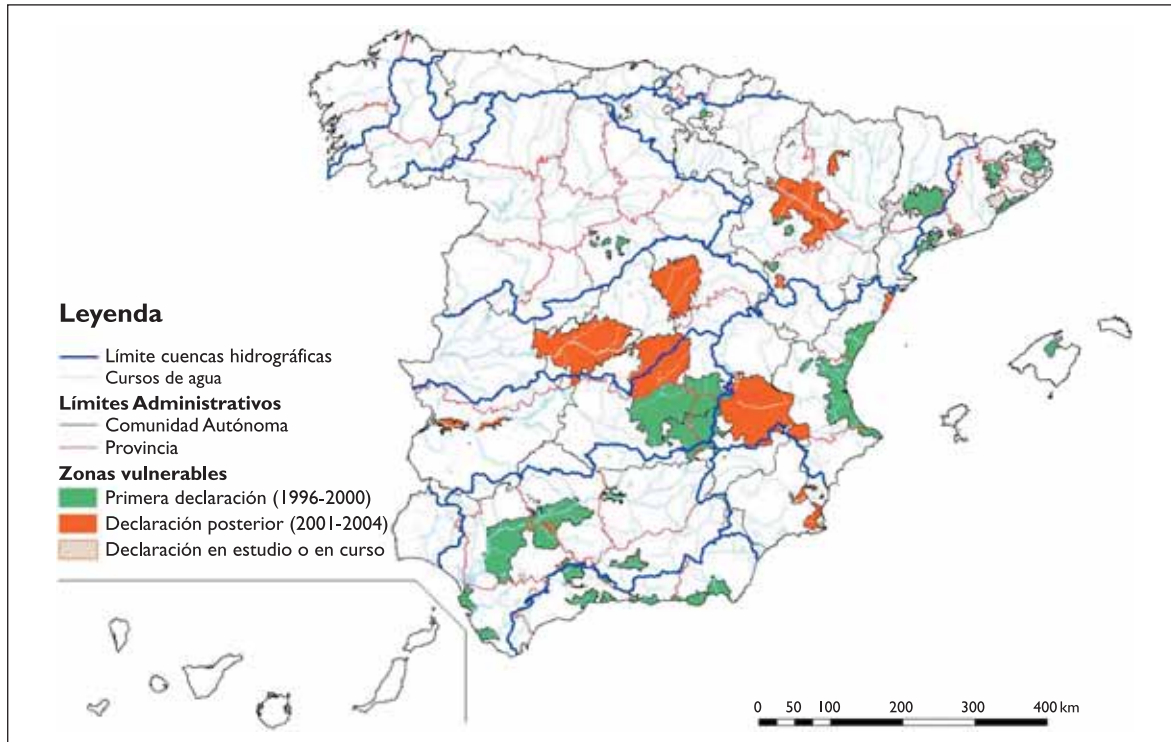 Leyenda
Límite cuencas hidrográficas
Cursos de agua
Límites Administrativos
Comunidad Autónoma
Provincia
Zonas vulnerables
Primera declaración (1996-2000)
Declaración posterior (2001-2004)
Declaración en estudio o en curso
0 50 100 200 300 400 km